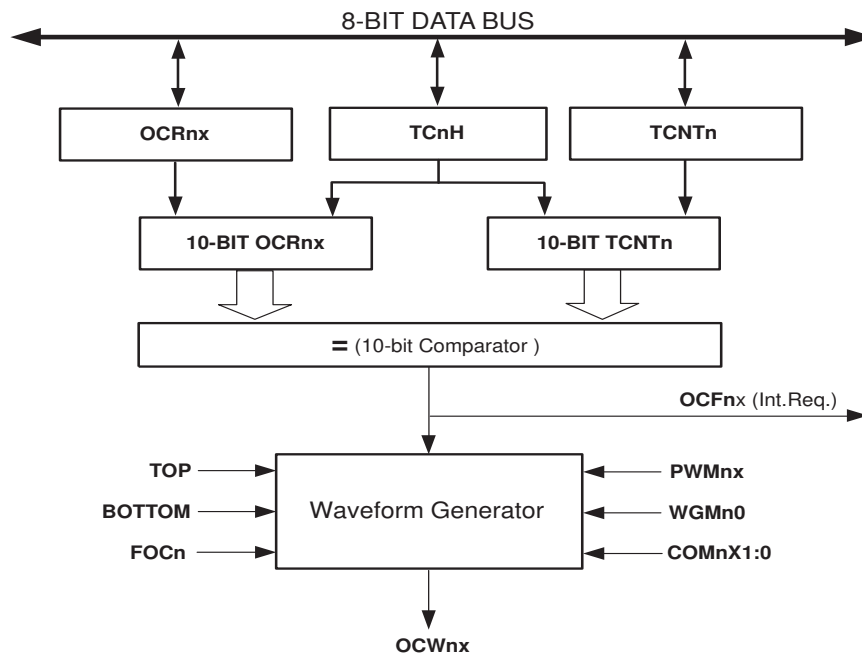 8-BIT DATA BUS
OCRnx
TCnH
TCNTn
10-BIT OCRnx
10-BIT TCNTn
= (10-bit Comparator )
OCFnx (Int.Req.)
TOP
PWMnx
BOTTOM
Waveform Generator
WGMn0
FOCn
COMnX1:0
OCWnx